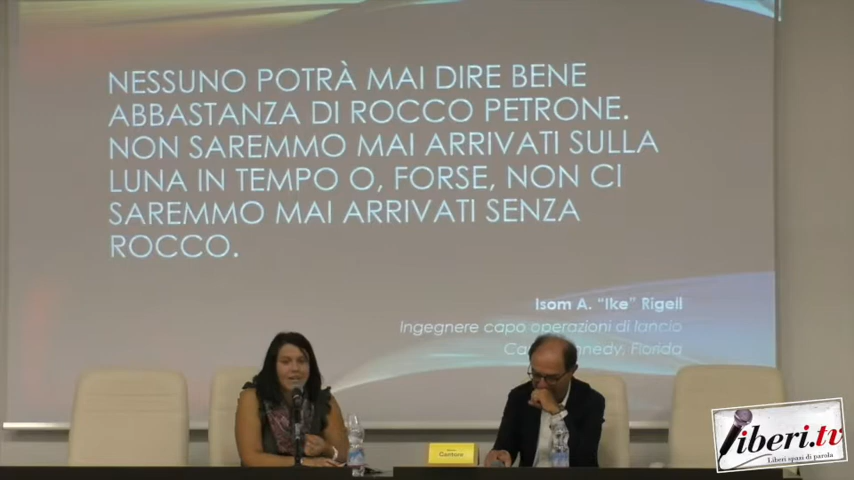 NESSUNO POTRÀ MAI DIRE BENE
ABBASTANZA DI ROCCO PETRONE.
NON SAREMMO MAI ARRIVATI SULLA
LUNA IN TEMPO O, FORSE, NON CI
SAREMMO MAI ARRIVATI SENZA
ROCCO.
Isom A. “Ike” Rigell
Ingegnere capo operazioni di lancio
Florida
Cantore
liberi.tv
Liberi spazi di parola